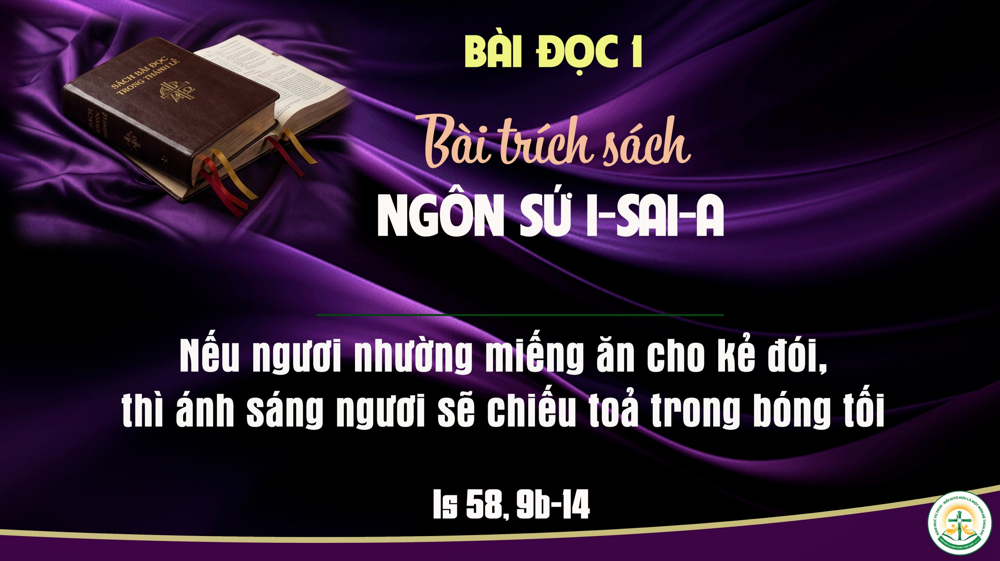 BÀI ĐỌC 1
SÁCH BÀI ĐỌC
TRONG THÁNH LỄ
SÁCH
BÀI ĐỌC
THÁNH LỄ
Bài trích sách
NGÔN SỨ I-SAI-A
Nếu ngươi nhường miếng ăn cho kẻ đói,
thì ánh sáng ngươi sẽ chiếu toả trong bóng tối
Is 58, 9b-14
NĂM MỤC VỤ 2026 - MỖI KITÔ HỮU LÀ MỘT MÔN ĐỆ THỪA SAI
ANH EM LÀ ÁNH SÁNG THẾ GIAN